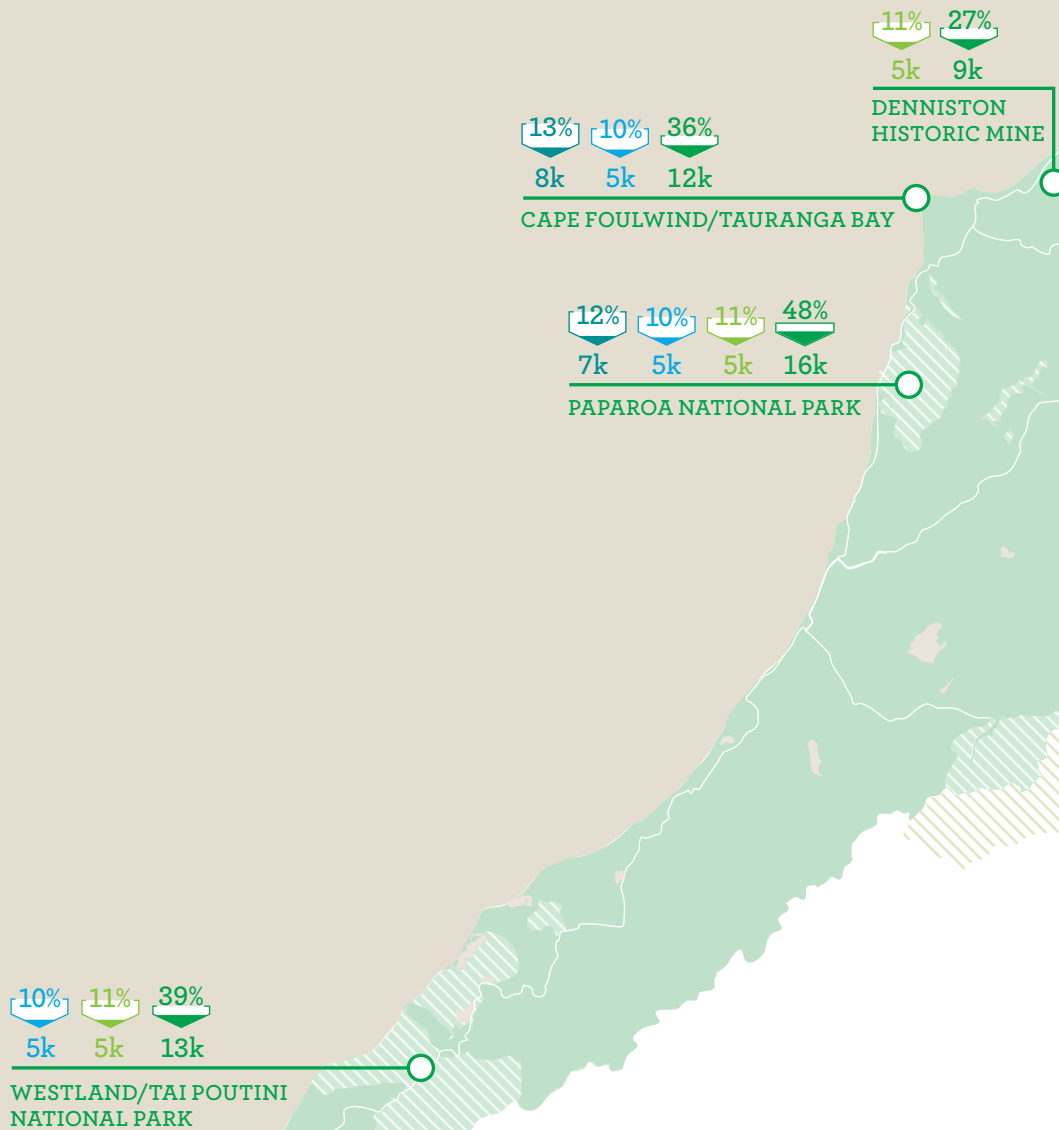 11% 27%
5k 9k
DENNISTON
HISTORIC MINE
13% 10% 36%
8k 5k 12k
CAPE FOULWIND/TAURANGA BAY
12% 10% 11% 48%
7k 5k 5k 16k
PAPAROA NATIONAL PARK
10% 11% 39%
5k 5k 13k
WESTLAND/TAI POUTINI
NATIONAL PARK